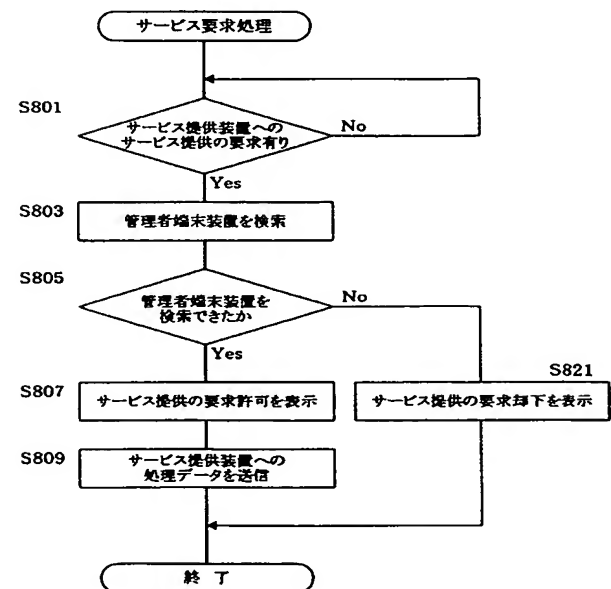 サービス要求処理
S801
サービス提供装置への
サービス提供の要求有り
No
Yes
S803
管理者端末装置を検索
S805
管理者端末装置を
検索できたか
No
Yes
S807
サービス提供の要求許可を表示
S821
サービス提供の要求却下を表示
S809
サービス提供装置への
処理データを送信
終 了